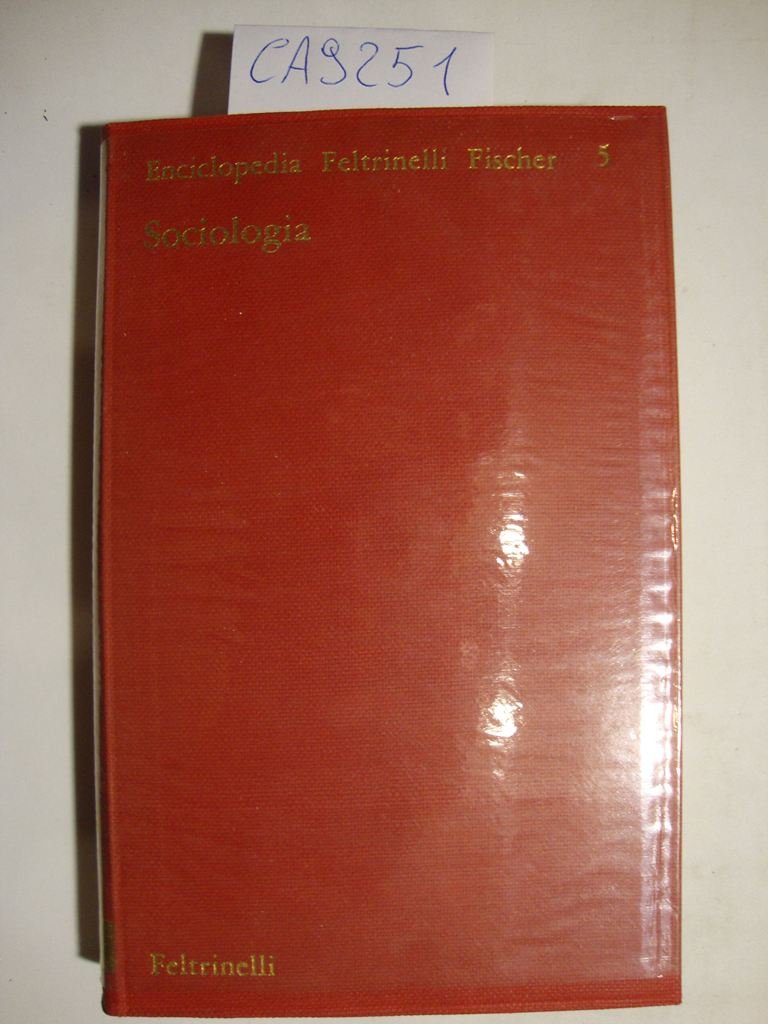 CA9251
Enciclopedia Feltrinelli Fischer 5
Sociologia
Feltrinelli